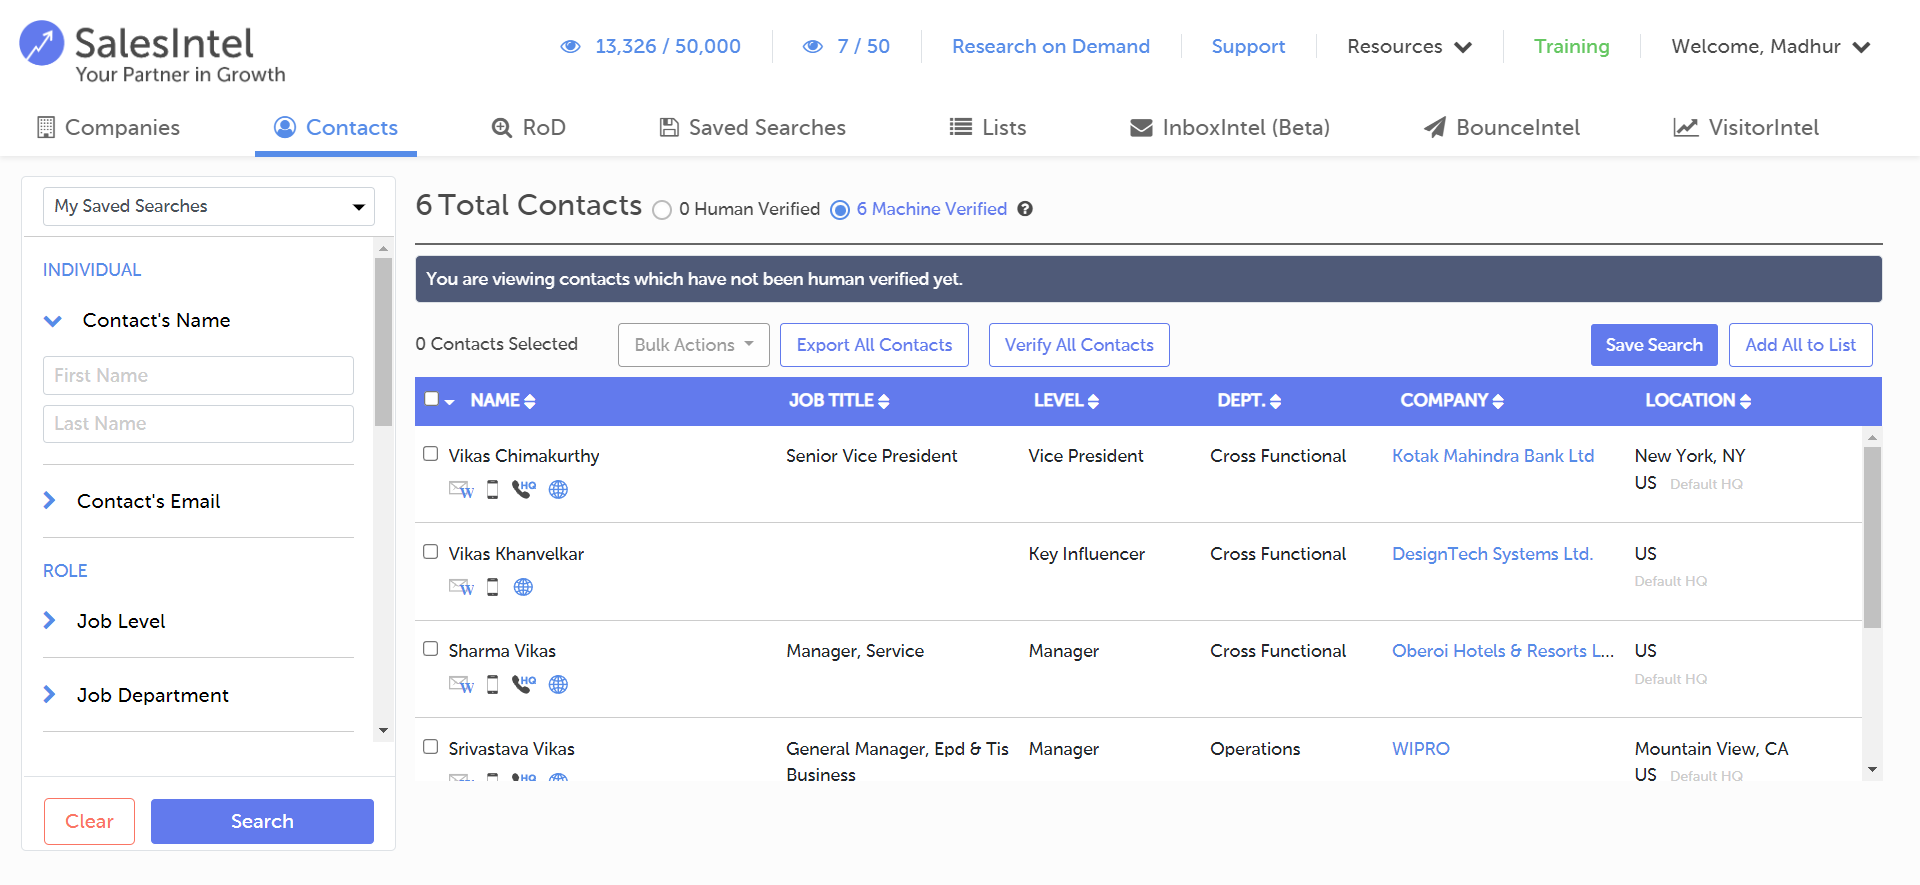 SalesIntel
Your Partner in Growth
13,326 / 50,000
7 / 50
Research on Demand
Support
Resources
Training
Welcome, Madhur
Companies
Contacts
RoD
Saved Searches
Lists
InboxIntel (Beta)
BounceIntel
VisitorIntel
My Saved Searches
INDIVIDUAL
Contact's Name
First Name
Last Name
Contact's Email
ROLE
Job Level
Job Department
Clear
Search
6 Total Contacts
0 Human Verified
6 Machine Verified
?
You are viewing contacts which have not been human verified yet.
0 Contacts Selected
Bulk Actions
Export All Contacts
Verify All Contacts
Save Search
Add All to List
NAME JOB TITLE LEVEL DEPT. COMPANY LOCATION
Vikas Chimakurthy Senior Vice President Vice President Cross Functional Kotak Mahindra Bank Ltd New York, NY
W HQ US Default HQ
Vikas Khanvelkar Key Influencer Cross Functional DesignTech Systems Ltd. US
W Default HQ
Sharma Vikas Manager, Service Manager Cross Functional Oberoi Hotels & Resorts L... US
W HQ Default HQ
Srivastava Vikas General Manager, Epd & Tis Manager Operations WIPRO Mountain View, CA
HQ Business US Default HQ